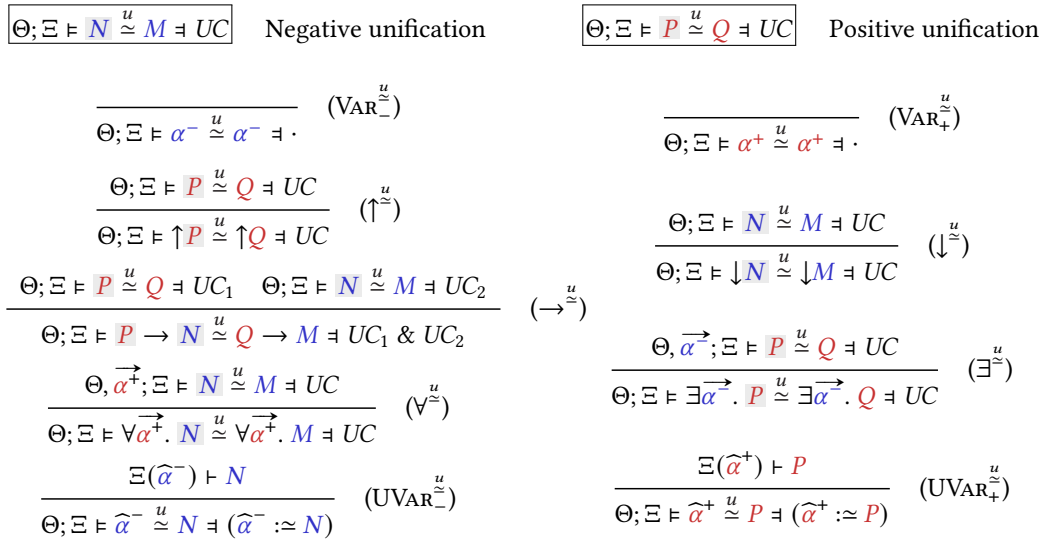 Θ; Ξ ⊨ N ≃ᵘ M ⫤ UC Negative unification
───────────────
Θ; Ξ ⊨ α⁻ ≃ᵘ α⁻ ⫤ · (VAR₋^≃ᵘ)
Θ; Ξ ⊨ P ≃ᵘ Q ⫤ UC
───────────────
Θ; Ξ ⊨ ↑P ≃ᵘ ↑Q ⫤ UC (↑^≃ᵘ)
Θ; Ξ ⊨ P ≃ᵘ Q ⫤ UC₁ Θ; Ξ ⊨ N ≃ᵘ M ⫤ UC₂
───────────────
Θ; Ξ ⊨ P → N ≃ᵘ Q → M ⫤ UC₁ & UC₂ (→^≃ᵘ)
Θ, α⃗⁺; Ξ ⊨ N ≃ᵘ M ⫤ UC
───────────────
Θ; Ξ ⊨ ∀α⃗⁺. N ≃ᵘ ∀α⃗⁺. M ⫤ UC (∀^≃ᵘ)
Ξ(α̂⁻) ⊢ N
───────────────
Θ; Ξ ⊨ α̂⁻ ≃ᵘ N ⫤ (α̂⁻ :≃ N) (UVAR₋^≃ᵘ)
Θ; Ξ ⊨ P ≃ᵘ Q ⫤ UC Positive unification
───────────────
Θ; Ξ ⊨ α⁺ ≃ᵘ α⁺ ⫤ · (VAR₊^≃ᵘ)
Θ; Ξ ⊨ N ≃ᵘ M ⫤ UC
───────────────
Θ; Ξ ⊨ ↓N ≃ᵘ ↓M ⫤ UC (↓^≃ᵘ)
Θ, α⃗⁻; Ξ ⊨ P ≃ᵘ Q ⫤ UC
───────────────
Θ; Ξ ⊨ ∃α⃗⁻. P ≃ᵘ ∃α⃗⁻. Q ⫤ UC (∃^≃ᵘ)
Ξ(α̂⁺) ⊢ P
───────────────
Θ; Ξ ⊨ α̂⁺ ≃ᵘ P ⫤ (α̂⁺ :≃ P) (UVAR₊^≃ᵘ)